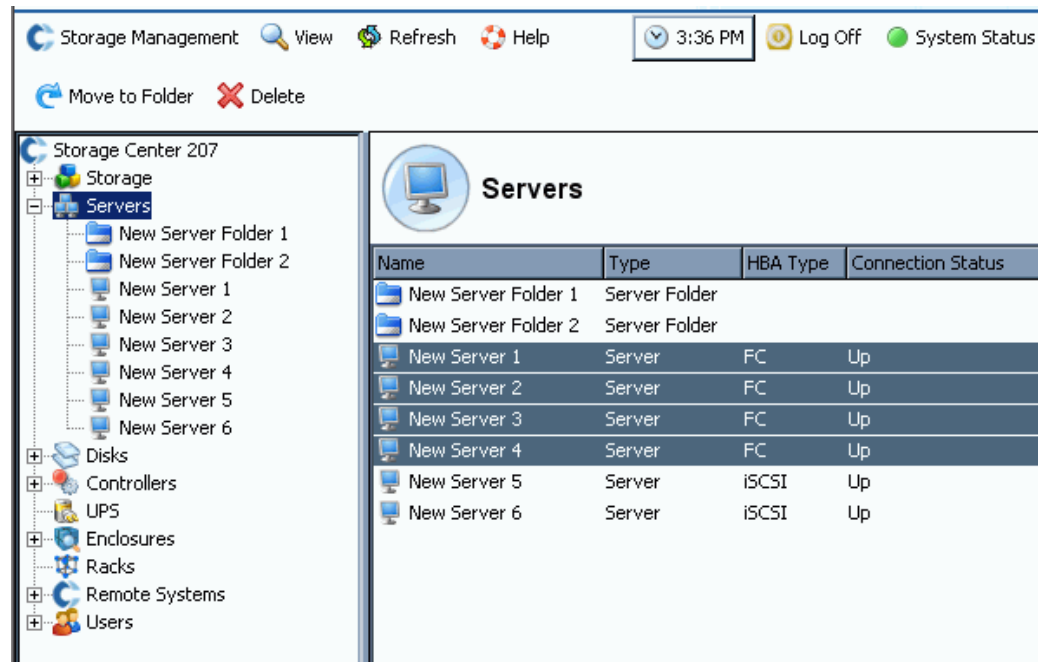 Storage Management View Refresh Help 3:36 PM Log Off System Status
Move to Folder Delete
Storage Center 207
Storage
Servers
New Server Folder 1
New Server Folder 2
New Server 1
New Server 2
New Server 3
New Server 4
New Server 5
New Server 6
Disks
Controllers
UPS
Enclosures
Racks
Remote Systems
Users
Servers
Name Type HBA Type Connection Status
New Server Folder 1 Server Folder
New Server Folder 2 Server Folder
New Server 1 Server FC Up
New Server 2 Server FC Up
New Server 3 Server FC Up
New Server 4 Server FC Up
New Server 5 Server iSCSI Up
New Server 6 Server iSCSI Up